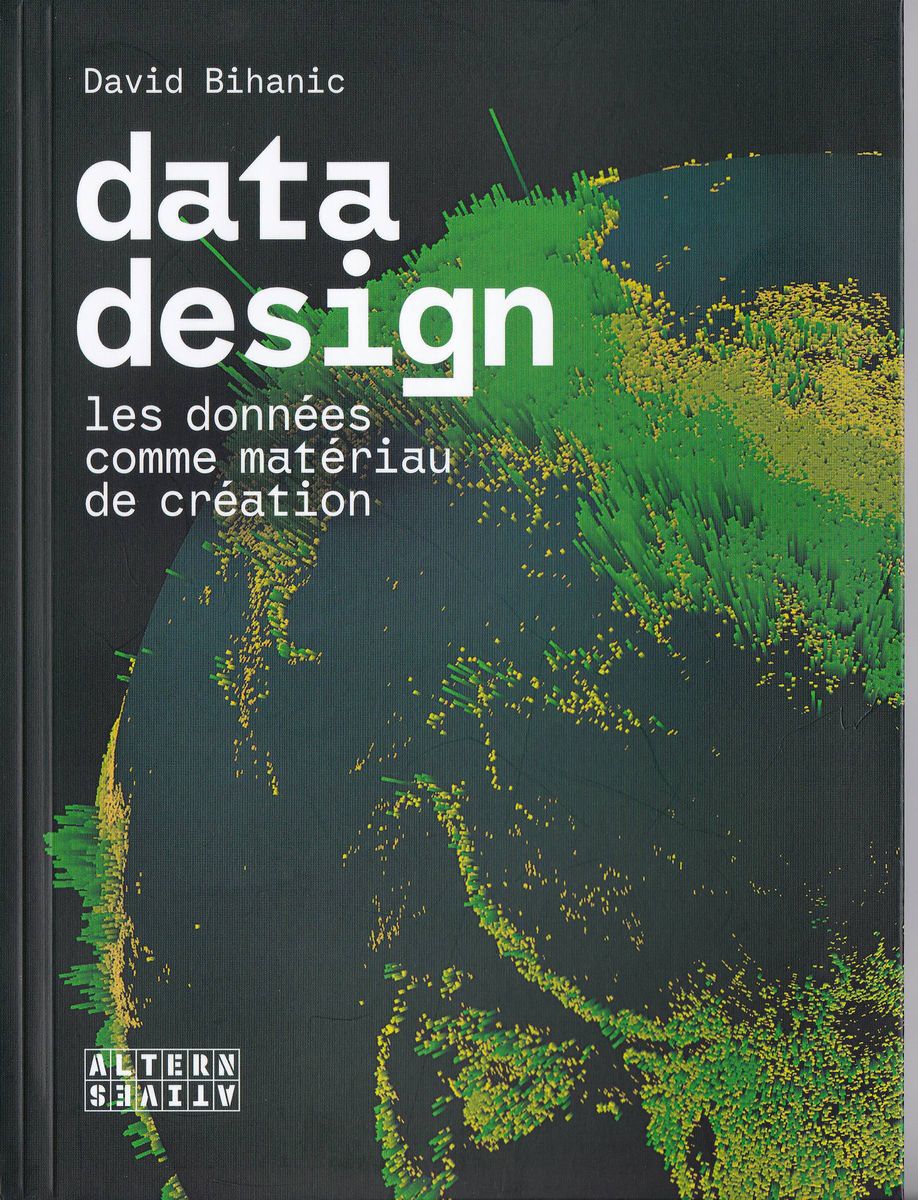 David Bihanic
data
design
les données
comme matériau
de création
ALTERN
ATIVES